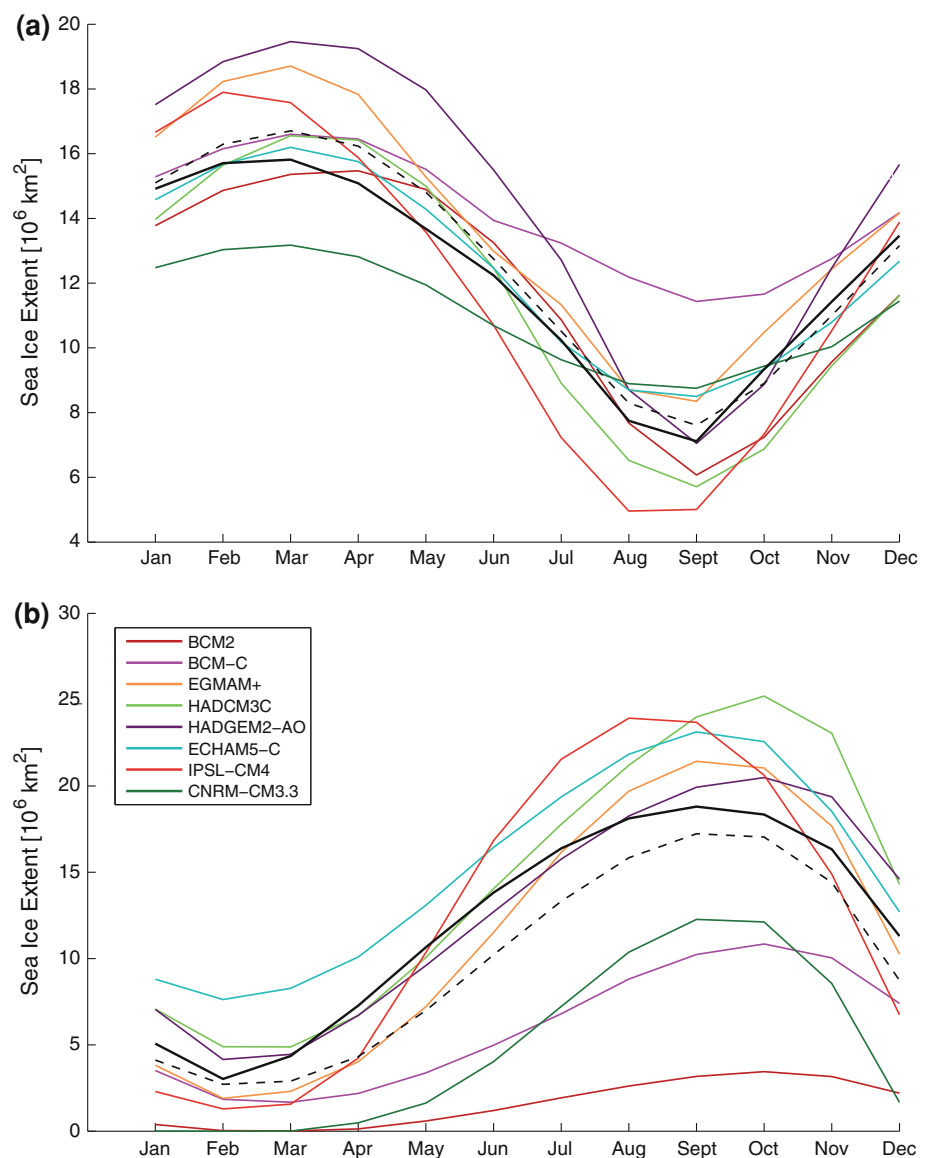 (a)
20
18
16
14
12
10
8
6
4
Sea Ice Extent [10^6 km^2]
Jan Feb Mar Apr May Jun Jul Aug Sept Oct Nov Dec
(b)
30
25
20
15
10
5
0
Sea Ice Extent [10^6 km^2]
BCM2
BCM-C
EGMAM+
HADCM3C
HADGEM2-AO
ECHAM5-C
IPSL-CM4
CNRM-CM3.3
Jan Feb Mar Apr May Jun Jul Aug Sept Oct Nov Dec